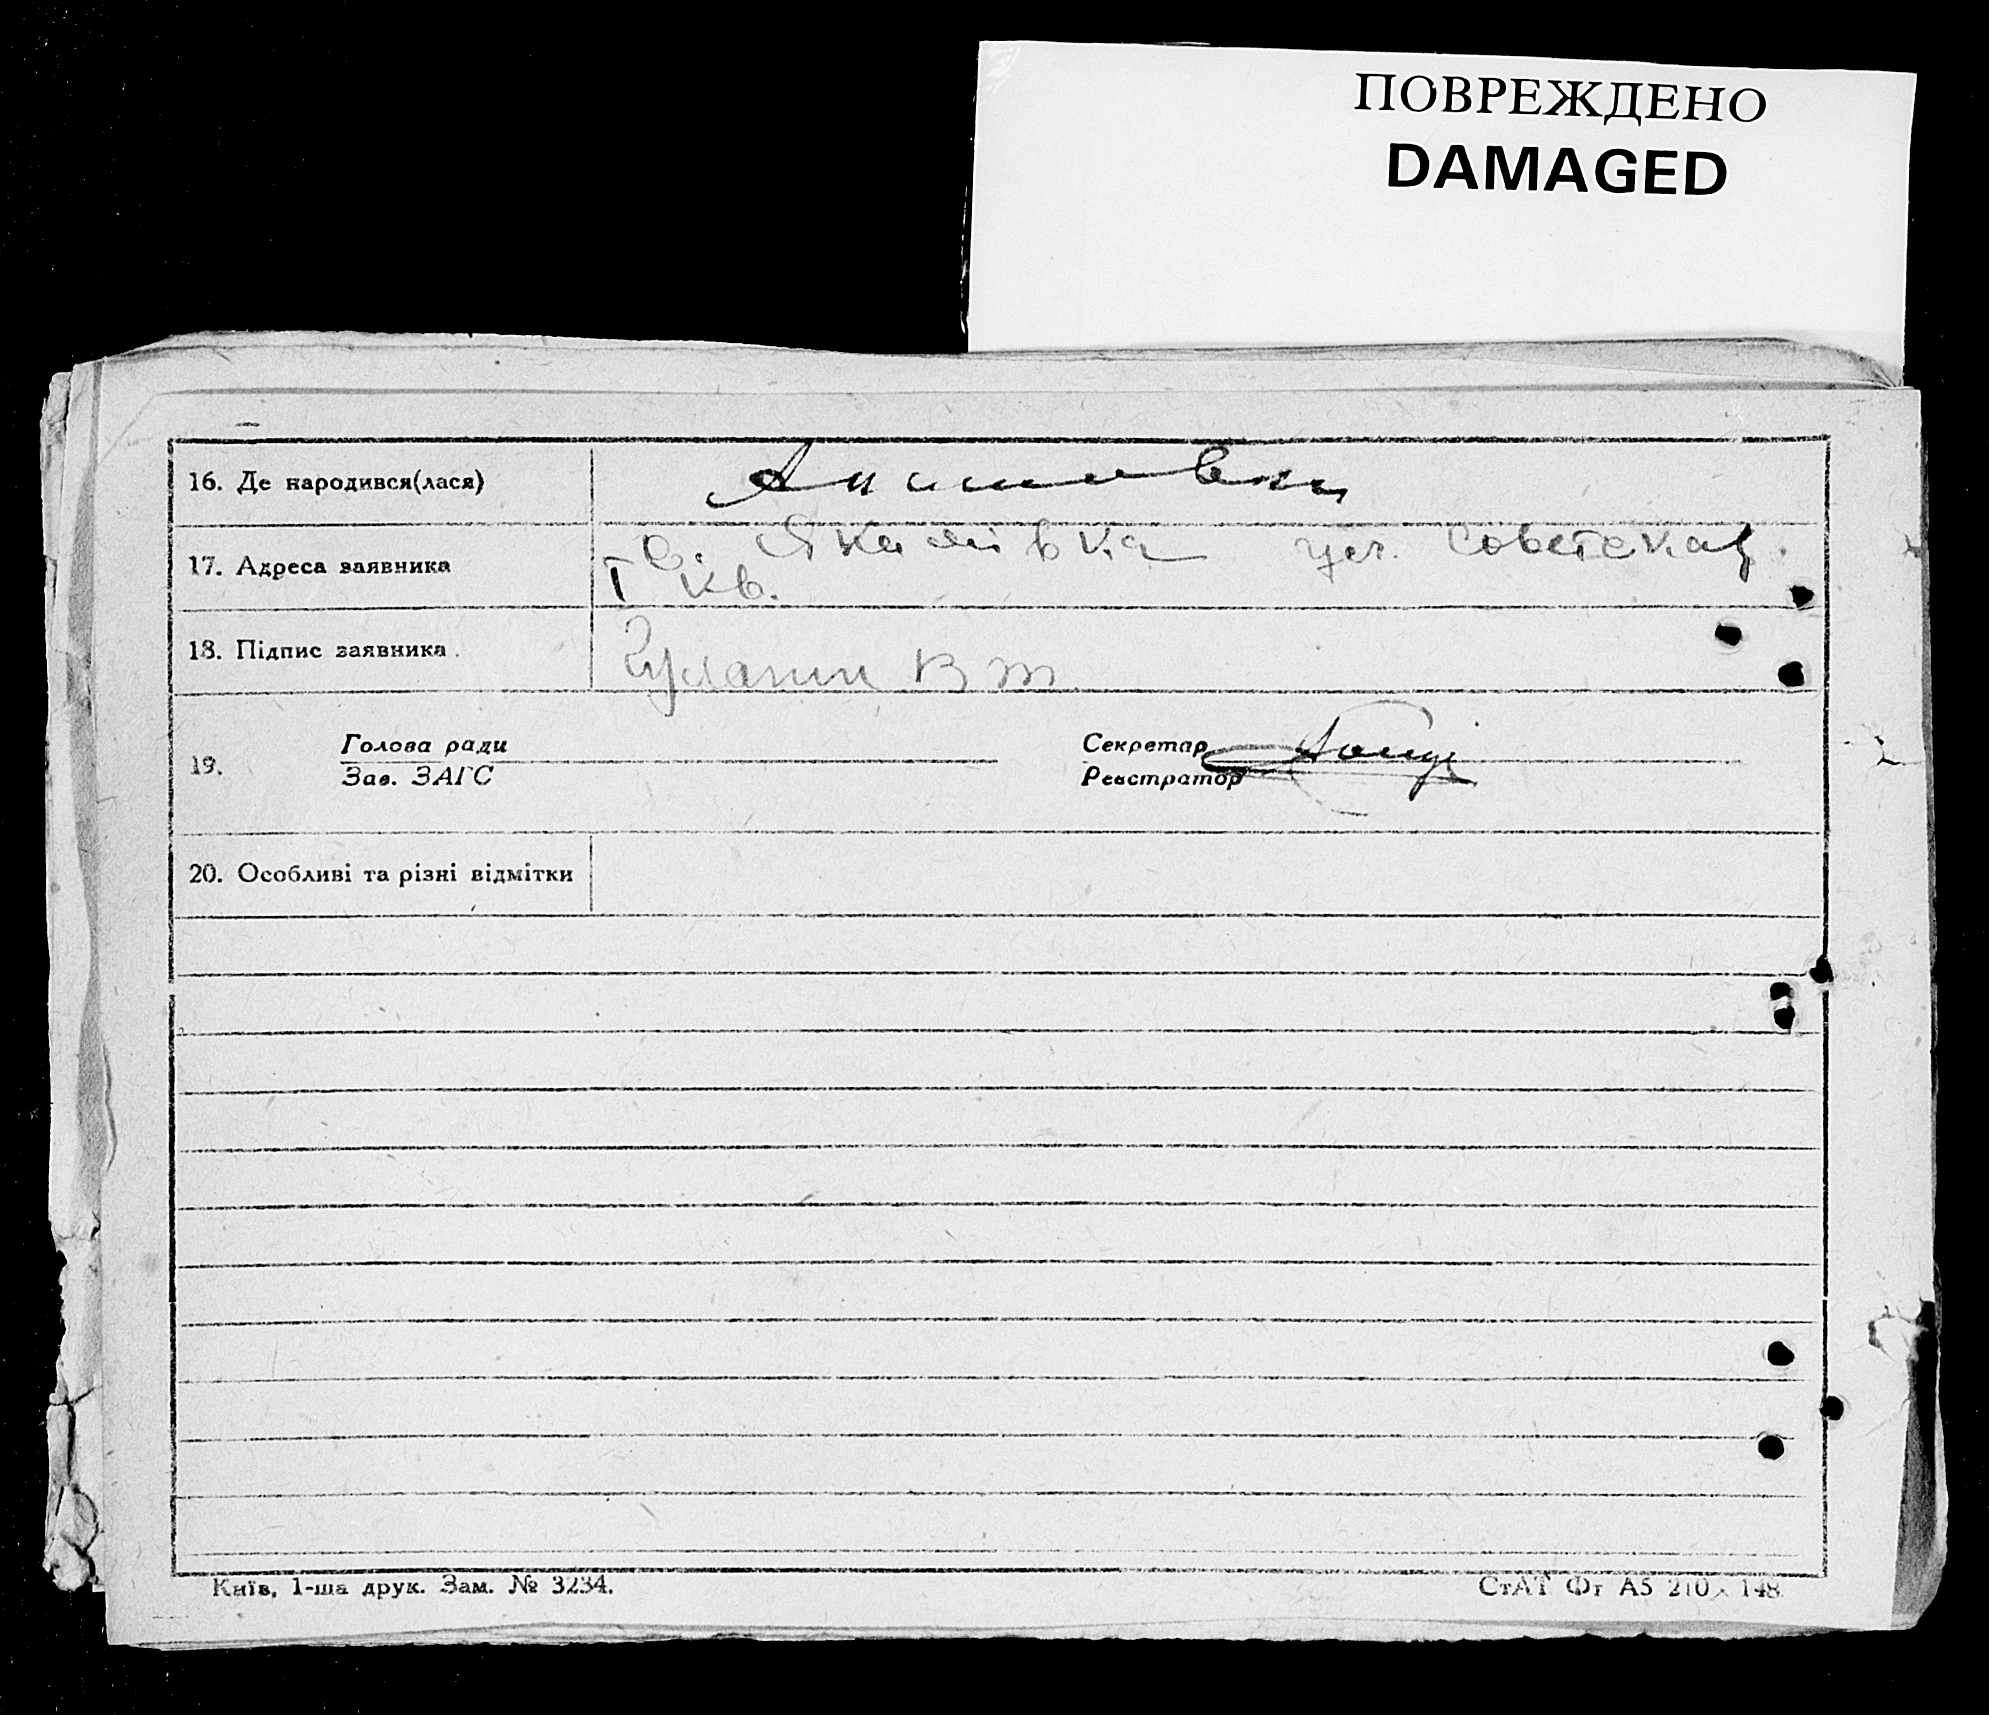 ПОВРЕЖДЕНО
DAMAGED
16. Де народився(лася)
17. Адреса заявника
с. Якимівка ул. Советская
кв.
18. Підпис заявника
19.
Голова ради
Зав. ЗАГС
Секретар
Реєстратор
20. Особливі та різні відмітки
Київ, 1-ша друк. Зам. № 3234.
СтАТ Фт А5 210 × 148.